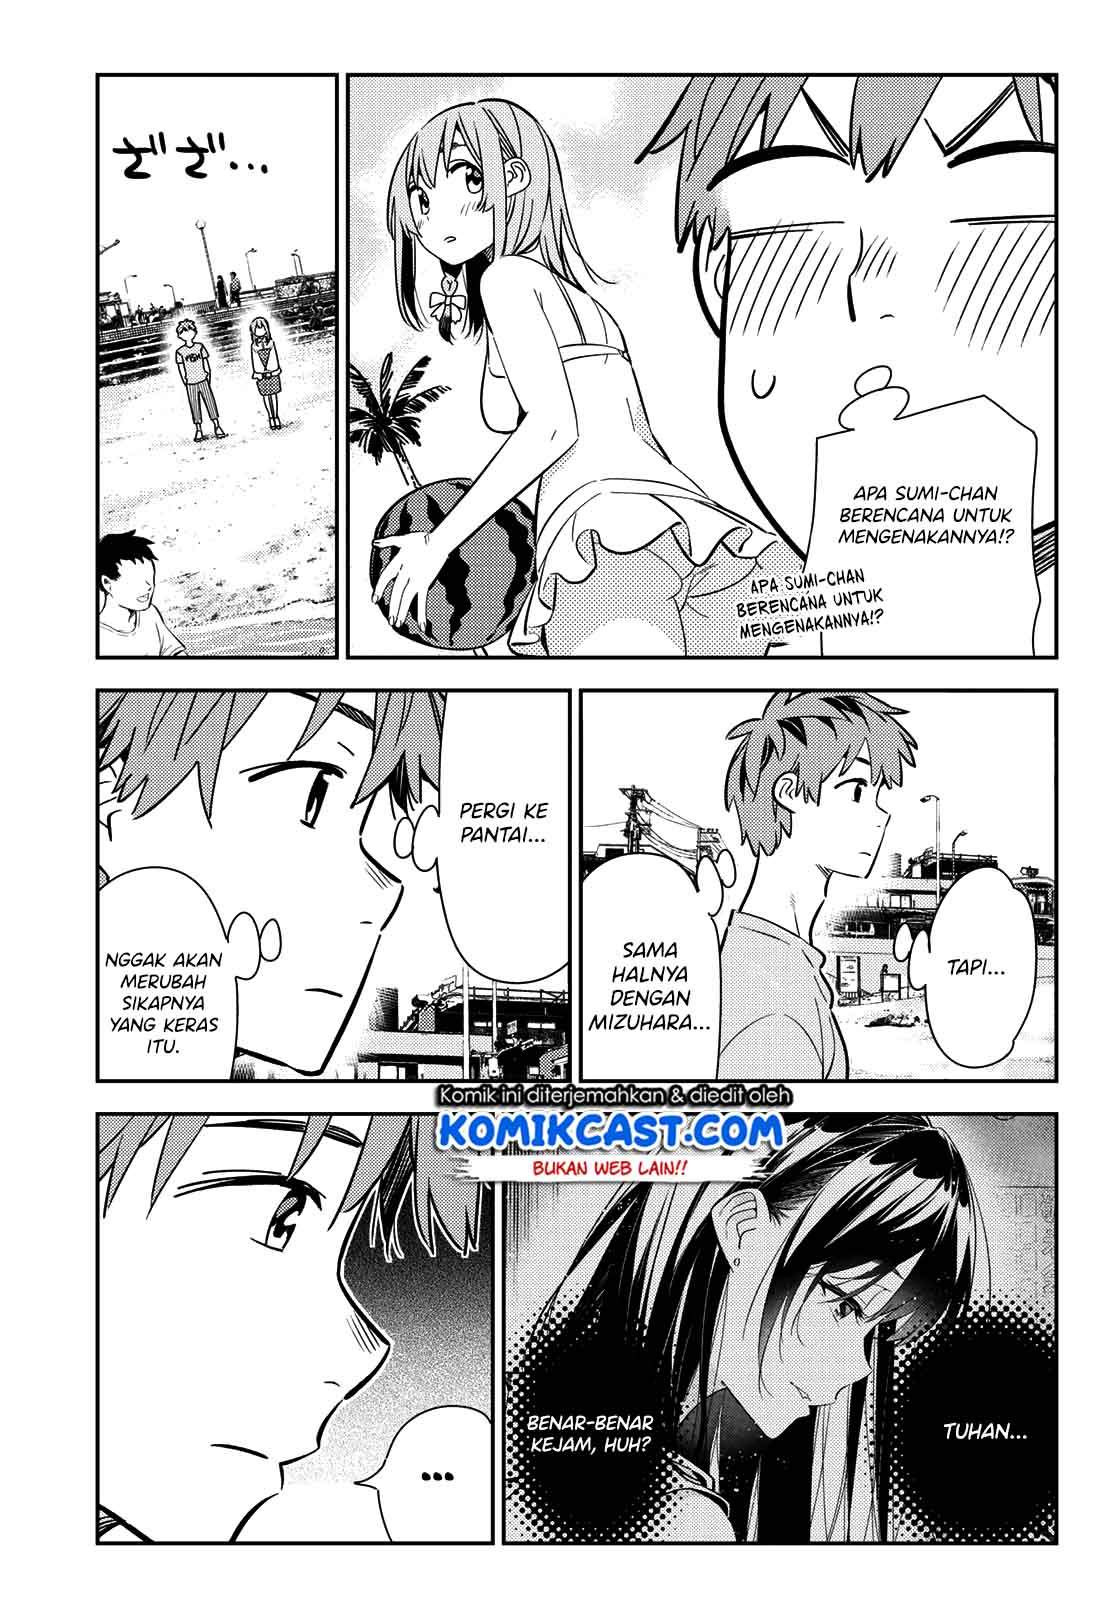 APA SUMI-CHAN
BERENCANA UNTUK
MENGENAKANNYA!?
APA SUMI-CHAN
BERENCANA UNTUK
MENGENAKANNYA!?
ざざ...
TAPI...
SAMA
HALNYA
DENGAN
MIZUHARA...
PERGI KE
PANTAI...
NGGAK AKAN
MERUBAH
SIKAPNYA
YANG KERAS
ITU.
Komik ini diterjemahkan & diedit oleh
KOMIKCAST.COM
BUKAN WEB LAIN!!
TUHAN...
BENAR-BENAR
KEJAM, HUH?
...